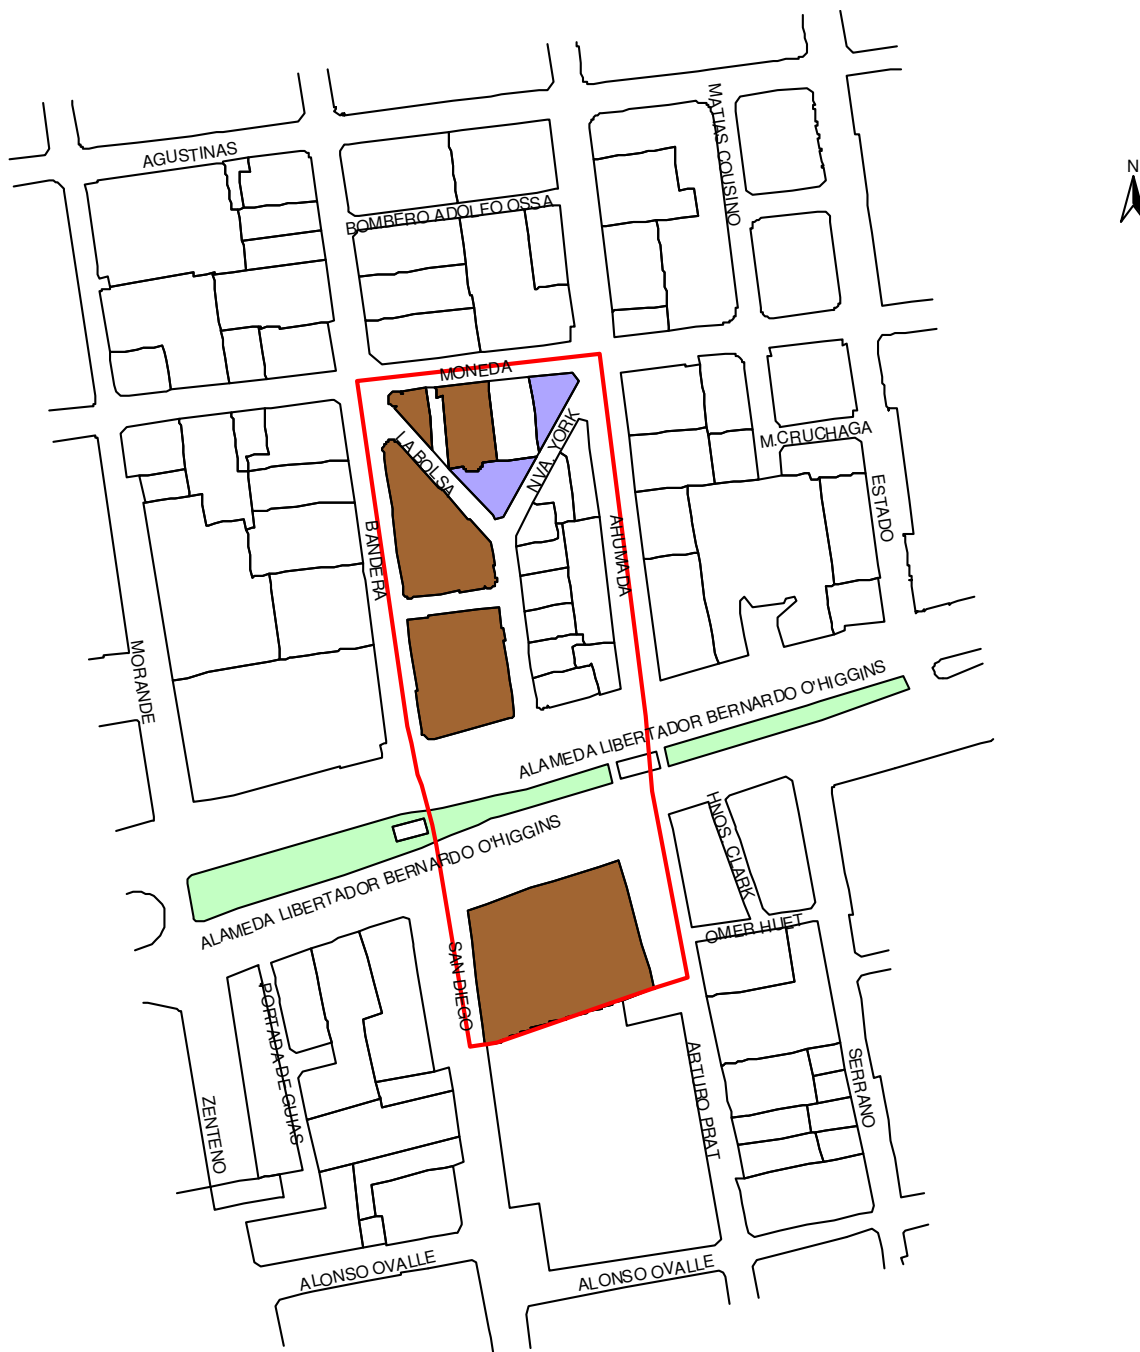 MATIAS COUSINO
AGUSTINAS
N
BOMBERO ADOLFO OSSA
MONEDA
LA BOLSA
NVA. YORK
M.CRUCHAGA
ESTADO
BANDERA
AHUMADA
MORANDE
ALAMEDA LIBERTADOR BERNARDO O'HIGGINS
ALAMEDA LIBERTADOR BERNARDO O'HIGGINS
HNOS. CLARK
OMER HUET
SAN DIEGO
PORTADA DE GUIAS
ZENTENO
ARTURO PRAT
SERRANO
ALONSO OVALLE
ALONSO OVALLE